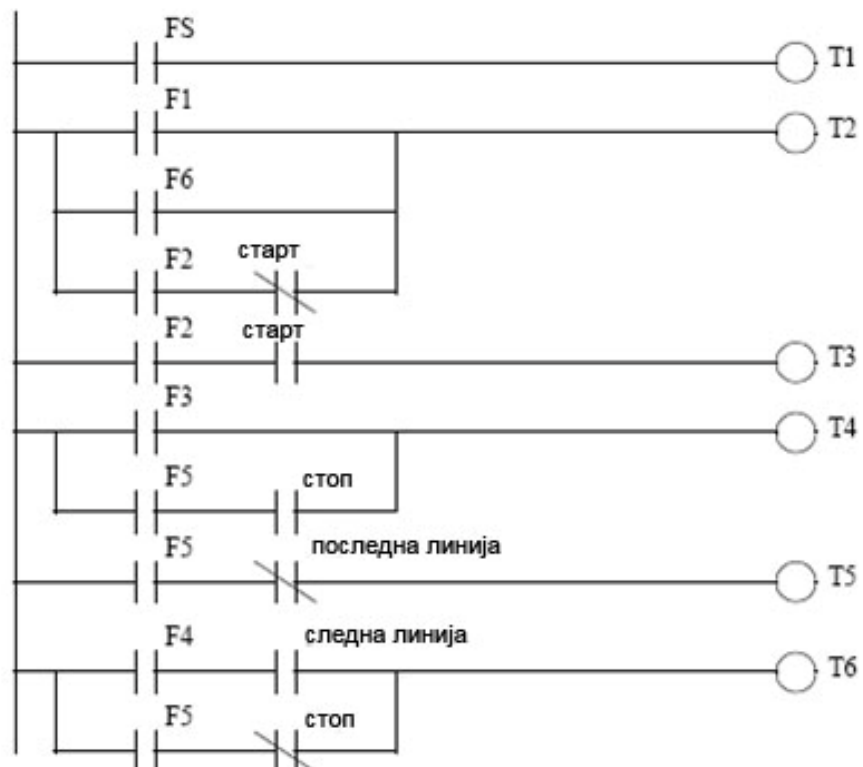 FS
T1
F1
T2
F6
F2 старт
F2 старт
T3
F3
T4
F5 стоп
F5 последна линија
T5
F4 следна линија
T6
F5 стоп